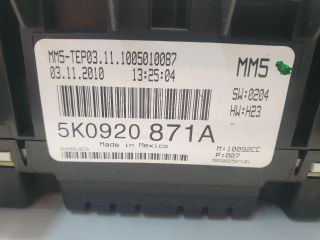 MM5-TEP03.11.1005010087
03.11.2010 13:25:04
MM5
SW:0204
HW:H23
5K0920 871A
Made in Mexico
M:10092CC
P:007